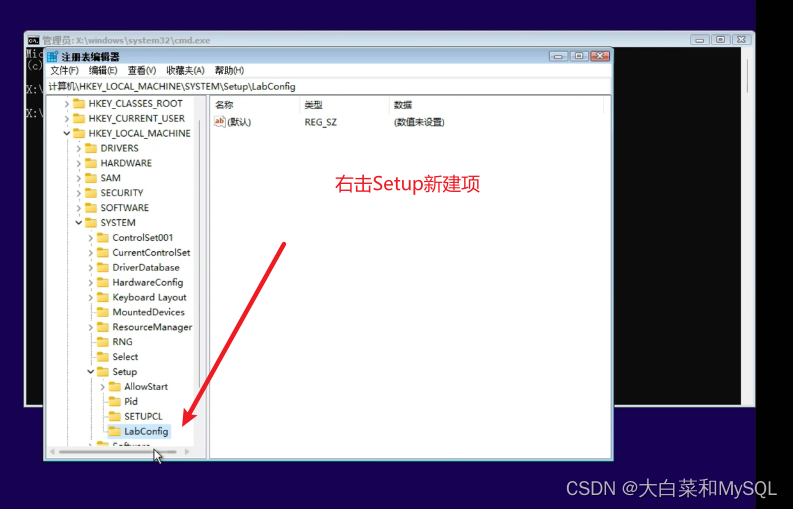 管理员: X:\windows\system32\cmd.exe
Mic
(c)
X:\
X:\
注册表编辑器
文件(F) 编辑(E) 查看(V) 收藏夹(A) 帮助(H)
计算机\HKEY_LOCAL_MACHINE\SYSTEM\Setup\LabConfig
HKEY_CLASSES_ROOT
HKEY_CURRENT_USER
HKEY_LOCAL_MACHINE
DRIVERS
HARDWARE
SAM
SECURITY
SOFTWARE
SYSTEM
ControlSet001
CurrentControlSet
DriverDatabase
HardwareConfig
Keyboard Layout
MountedDevices
ResourceManager
RNG
Select
Setup
AllowStart
Pid
SETUPCL
LabConfig
Software
名称 类型 数据
ab (默认) REG_SZ (数值未设置)
右击Setup新建项
CSDN @大白菜和MySQL